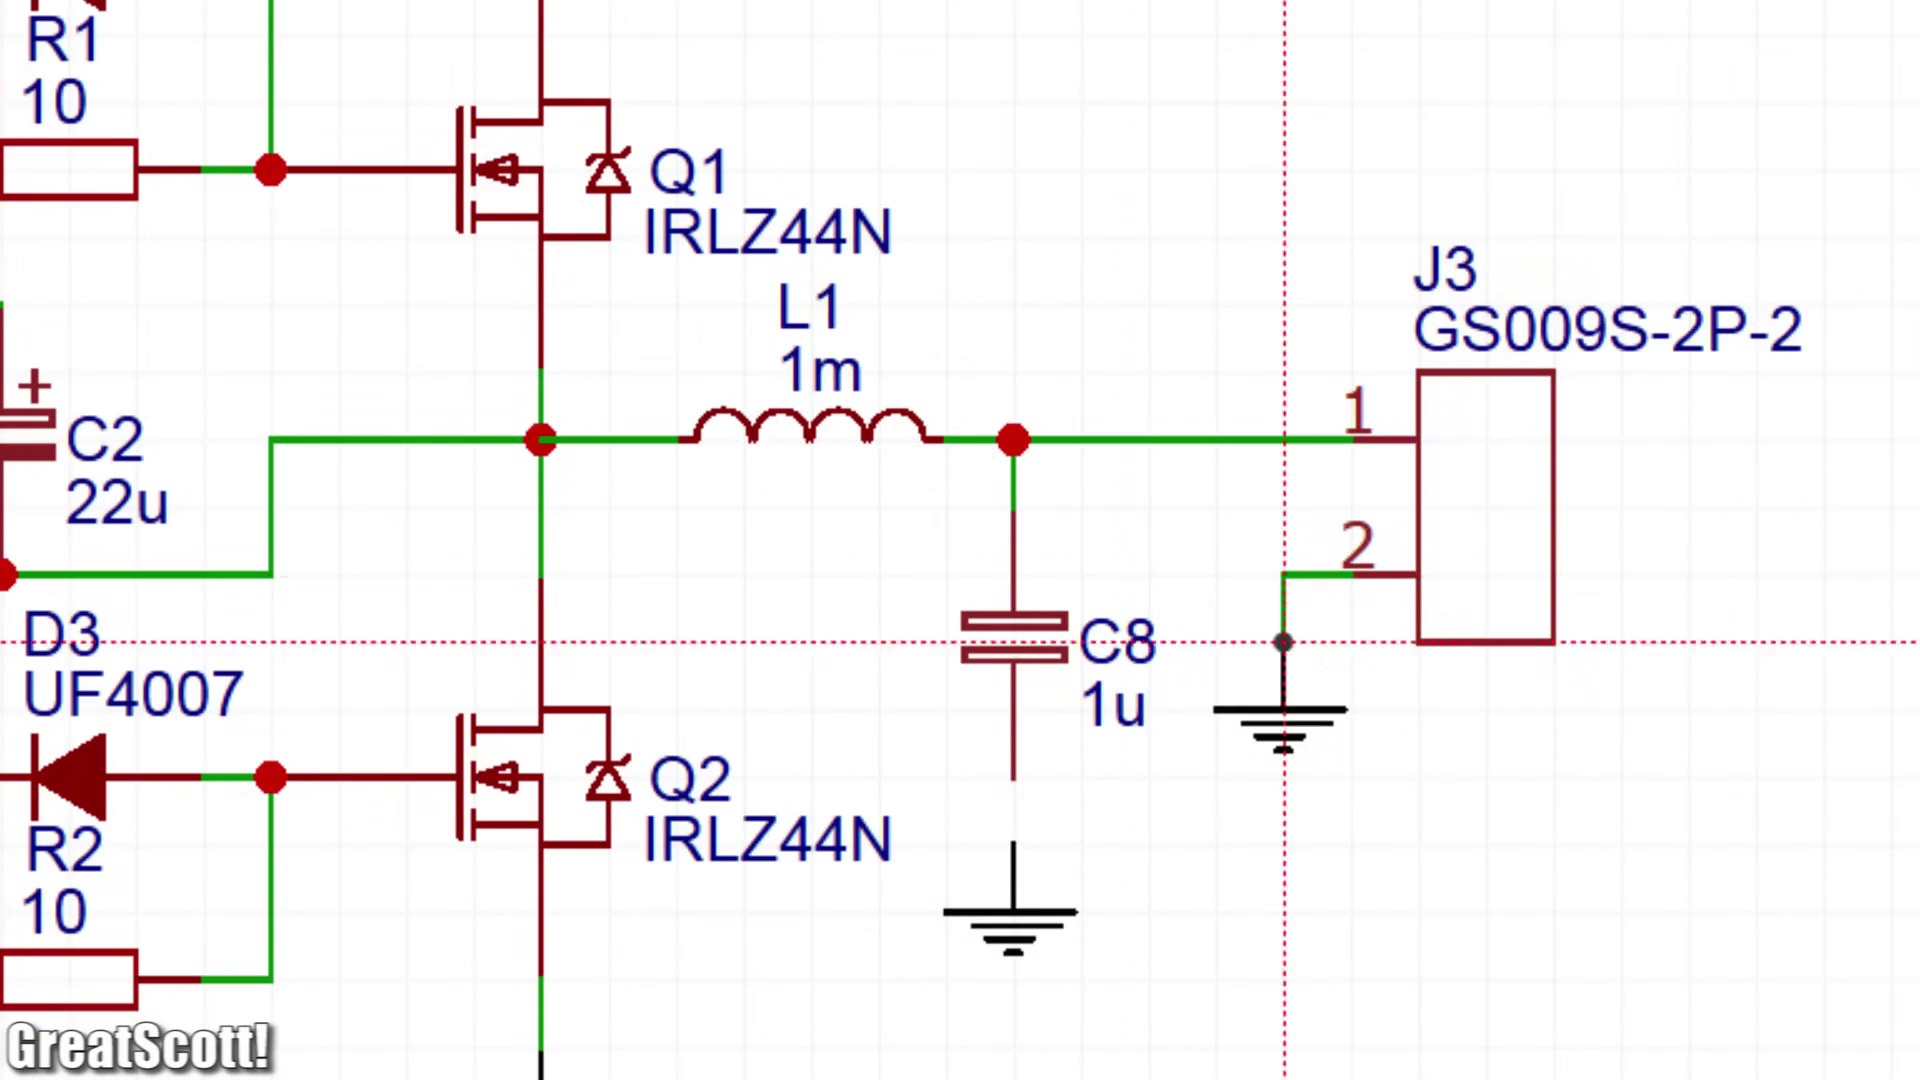 R1
10
Q1
IRLZ44N
L1
1m
J3
GS009S-2P-2
1
2
+
C2
22u
D3
UF4007
C8
1u
Q2
IRLZ44N
R2
10
GreatScott!